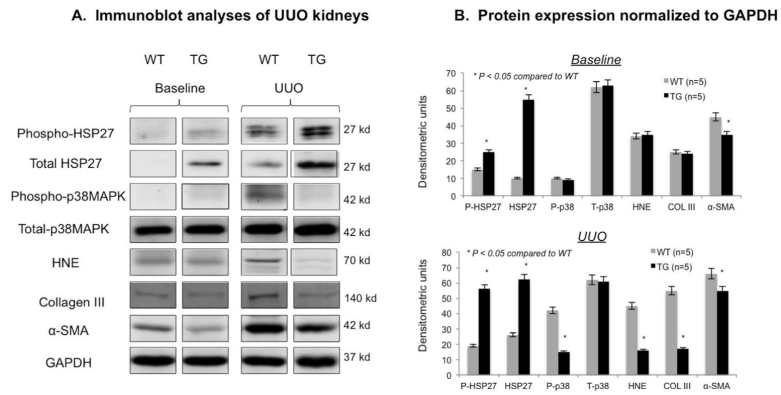 A. Immunoblot analyses of UUO kidneys
WT TG WT TG
Baseline UUO
Phospho-HSP27 27 kd
Total HSP27 27 kd
Phospho-p38MAPK 42 kd
Total-p38MAPK 42 kd
HNE 70 kd
Collagen III 140 kd
α-SMA 42 kd
GAPDH 37 kd
B. Protein expression normalized to GAPDH
Baseline
* P < 0.05 compared to WT
WT (n=5)
TG (n=5)
Densitometric units
70
60
50
40
30
20
10
0
* * *
P-HSP27 HSP27 P-p38 T-p38 HNE COL III α-SMA
UUO
* P < 0.05 compared to WT
WT (n=5)
TG (n=5)
Densitometric units
80
70
60
50
40
30
20
10
0
* * * * * *
P-HSP27 HSP27 P-p38 T-p38 HNE COL III α-SMA